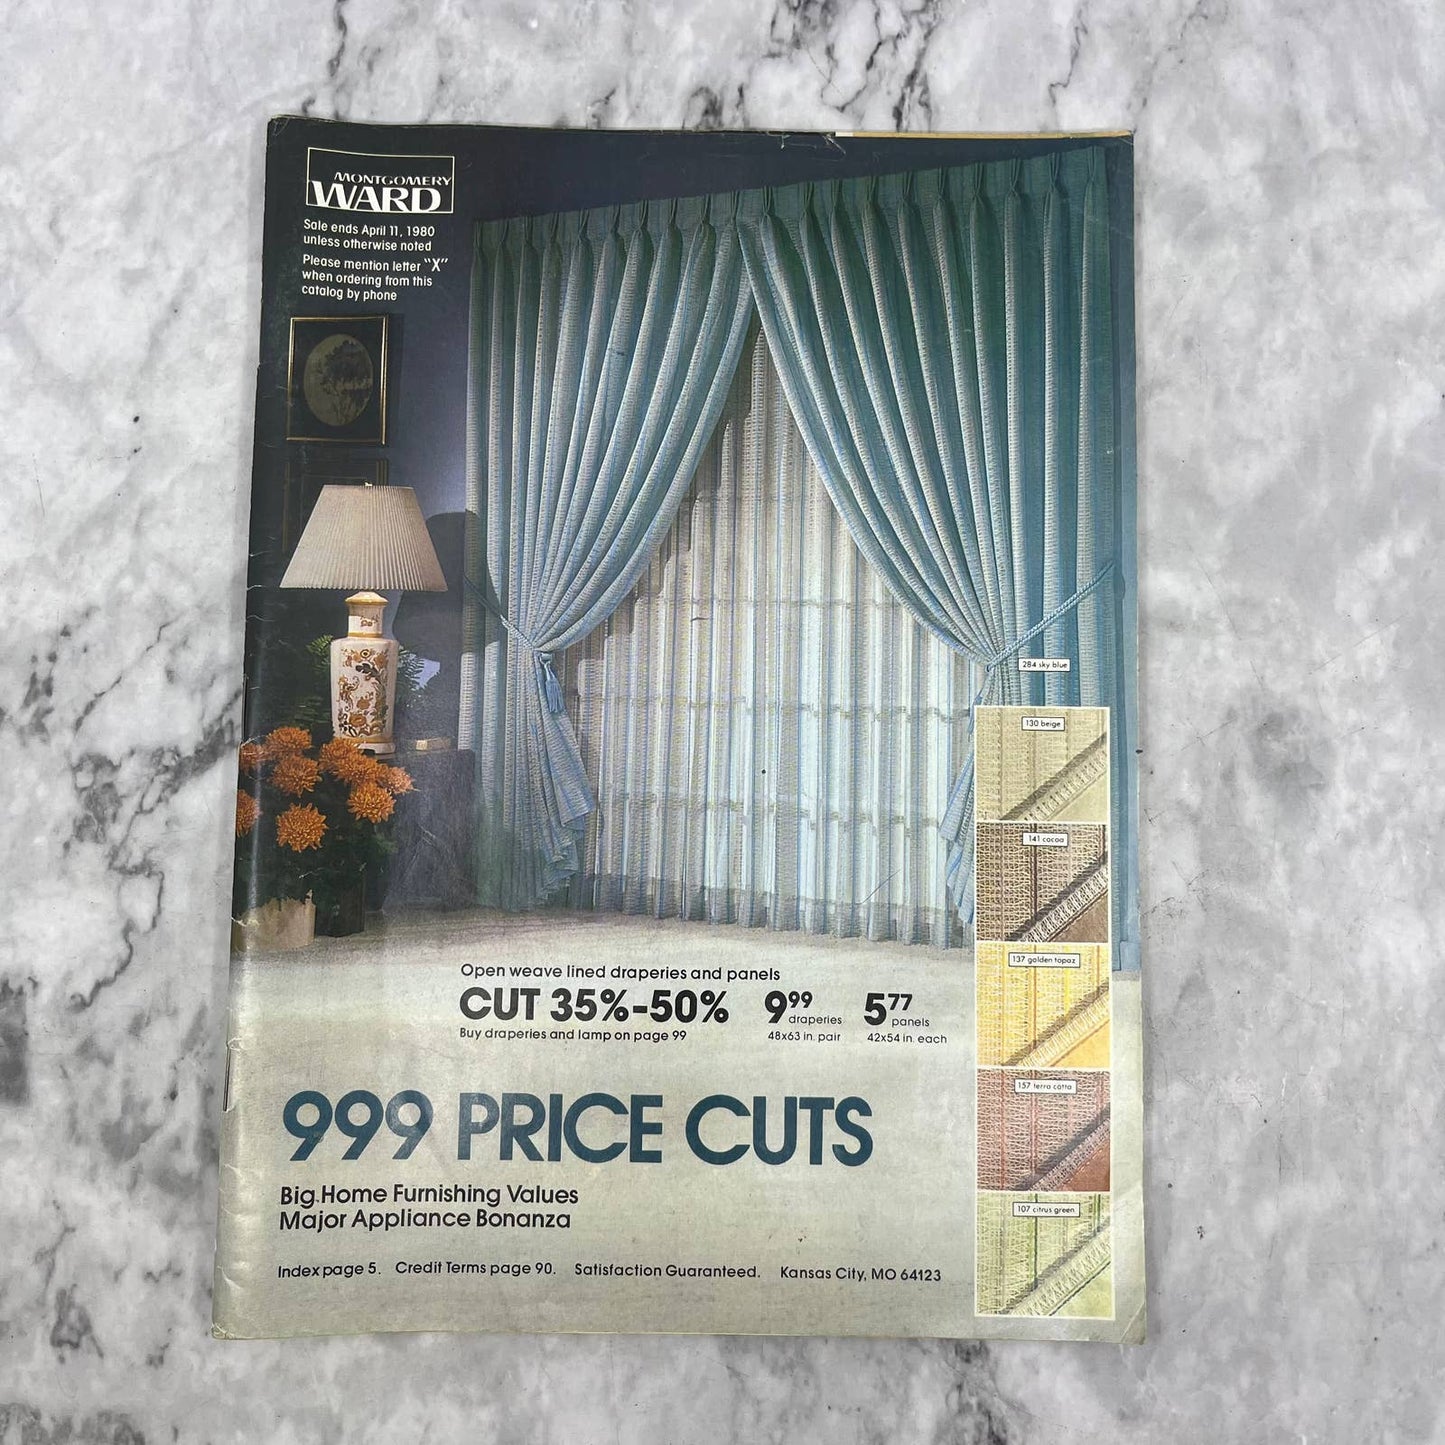 MONTGOMERY
WARD
Sale ends April 11, 1980
unless otherwise noted
Please mention letter "X"
when ordering from this
catalog by phone
284 sky blue
130 beige
141 cocoa
137 golden topaz
157 terra cotta
107 citrus green
Open weave lined draperies and panels
CUT 35%-50%
Buy draperies and lamp on page 99
9⁹⁹ draperies
48x63 in. pair
5⁷⁷ panels
42x54 in. each
999 PRICE CUTS
Big Home Furnishing Values
Major Appliance Bonanza
Index page 5. Credit Terms page 90. Satisfaction Guaranteed. Kansas City, MO 64123